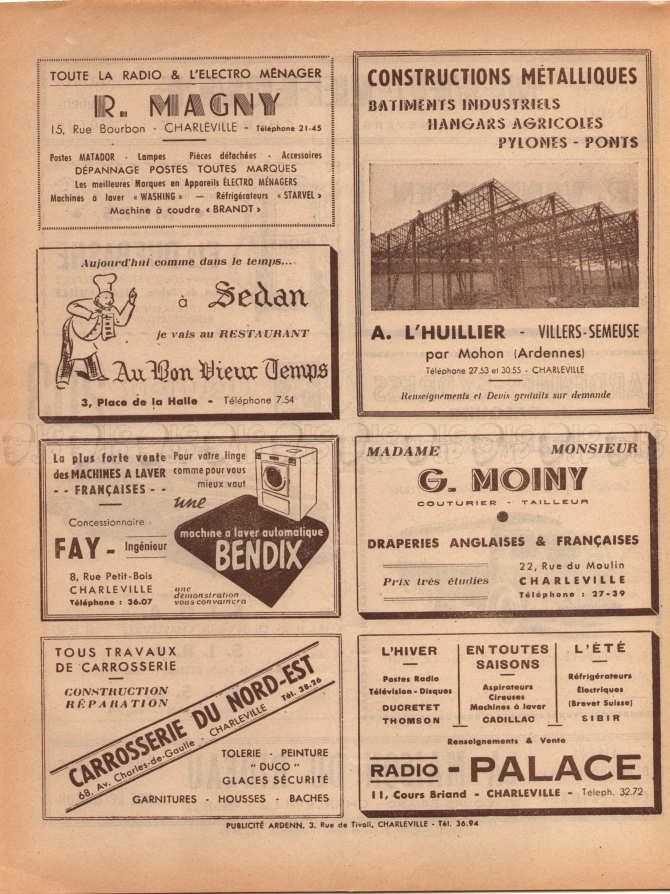 TOUTE LA RADIO & L'ELECTRO MÉNAGER
R. MAGNY
15, Rue Bourbon - CHARLEVILLE - Téléphone 21-45
Postes MATADOR - Lampes Pièces détachées - Accessoires
DÉPANNAGE POSTES TOUTES MARQUES
Les meilleures Marques en Appareils ÉLECTRO MÉNAGERS
Machines à laver « WASHING » — Réfrigérateurs « STARVEL »
Machine à coudre « BRANDT »
CONSTRUCTIONS MÉTALLIQUES
BATIMENTS INDUSTRIELS
HANGARS AGRICOLES
PYLONES - PONTS
A. L'HUILLIER - VILLERS-SEMEUSE
par Mohon (Ardennes)
Téléphone 27.53 et 30.55 - CHARLEVILLE
Renseignements et Devis gratuits sur demande
Aujourd'hui comme dans le temps....
à Sedan
je vais au RESTAURANT
Au Bon Vieux Temps
3, Place de la Halle - Téléphone 7.54
La plus forte vente
des MACHINES A LAVER
- - FRANÇAISES - -
Concessionnaire :
FAY - Ingénieur
8, Rue Petit-Bois
CHARLEVILLE
Téléphone : 36.07
Pour votre linge
comme pour vous
mieux vaut
une
machine a laver automatique
BENDIX
une
démonstration
vous convaincra
MADAME MONSIEUR
G. MOINY
COUTURIER - TAILLEUR
DRAPERIES ANGLAISES & FRANÇAISES
Prix très étudiés
22, Rue du Moulin
CHARLEVILLE
Téléphone : 27-39
TOUS TRAVAUX
DE CARROSSERIE
CONSTRUCTION
RÉPARATION
CARROSSERIE DU NORD-EST
68, Av. Charles-de-Gaulle - CHARLEVILLE Tél. 38-26
TOLERIE - PEINTURE
"DUCO"
GLACES SÉCURITÉ
GARNITURES - HOUSSES - BACHES
L'HIVER
Postes Radio
Télévision - Disques
DUCRETET
THOMSON
EN TOUTES
SAISONS
Aspirateurs
Cireuses
Machines à laver
CADILLAC
L'ÉTÉ
Réfrigérateurs
Électriques
(Brevet Suisse)
SIBIR
Renseignements & Vente
RADIO - PALACE
11, Cours Briand - CHARLEVILLE - Téleph. 32.72
PUBLICITÉ ARDENN, 3, Rue de Tivoli, CHARLEVILLE - Tél. 36.94